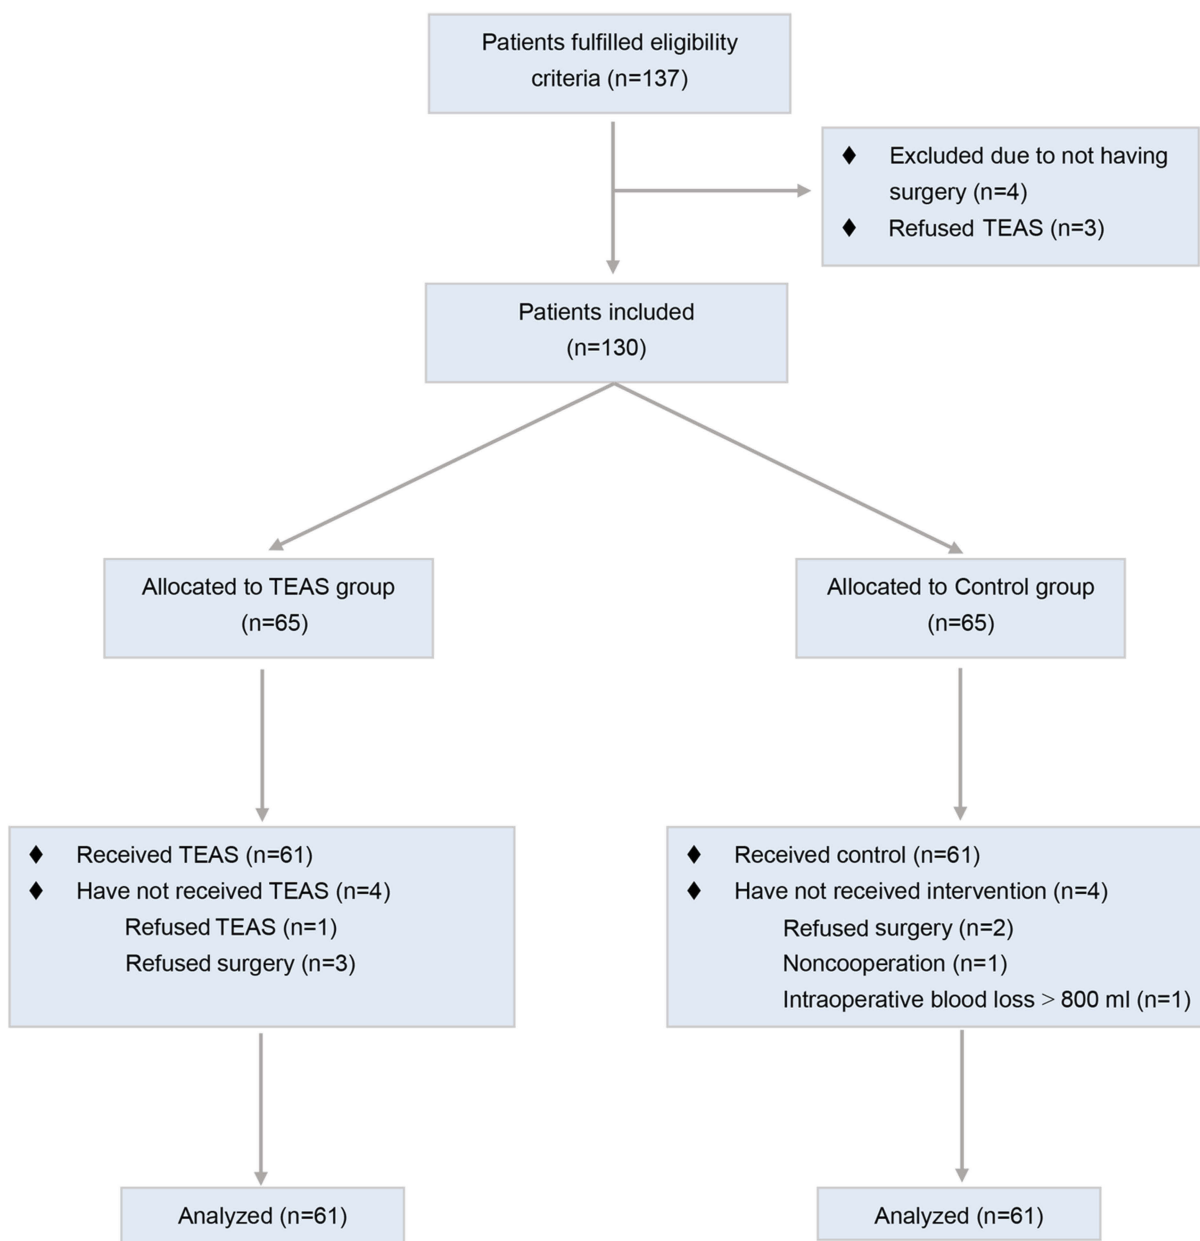 Patients fulfilled eligibility
criteria (n=137)
♦ Excluded due to not having
surgery (n=4)
♦ Refused TEAS (n=3)
Patients included
(n=130)
Allocated to TEAS group
(n=65)
Allocated to Control group
(n=65)
♦ Received TEAS (n=61)
♦ Have not received TEAS (n=4)
Refused TEAS (n=1)
Refused surgery (n=3)
♦ Received control (n=61)
♦ Have not received intervention (n=4)
Refused surgery (n=2)
Noncooperation (n=1)
Intraoperative blood loss > 800 ml (n=1)
Analyzed (n=61)
Analyzed (n=61)